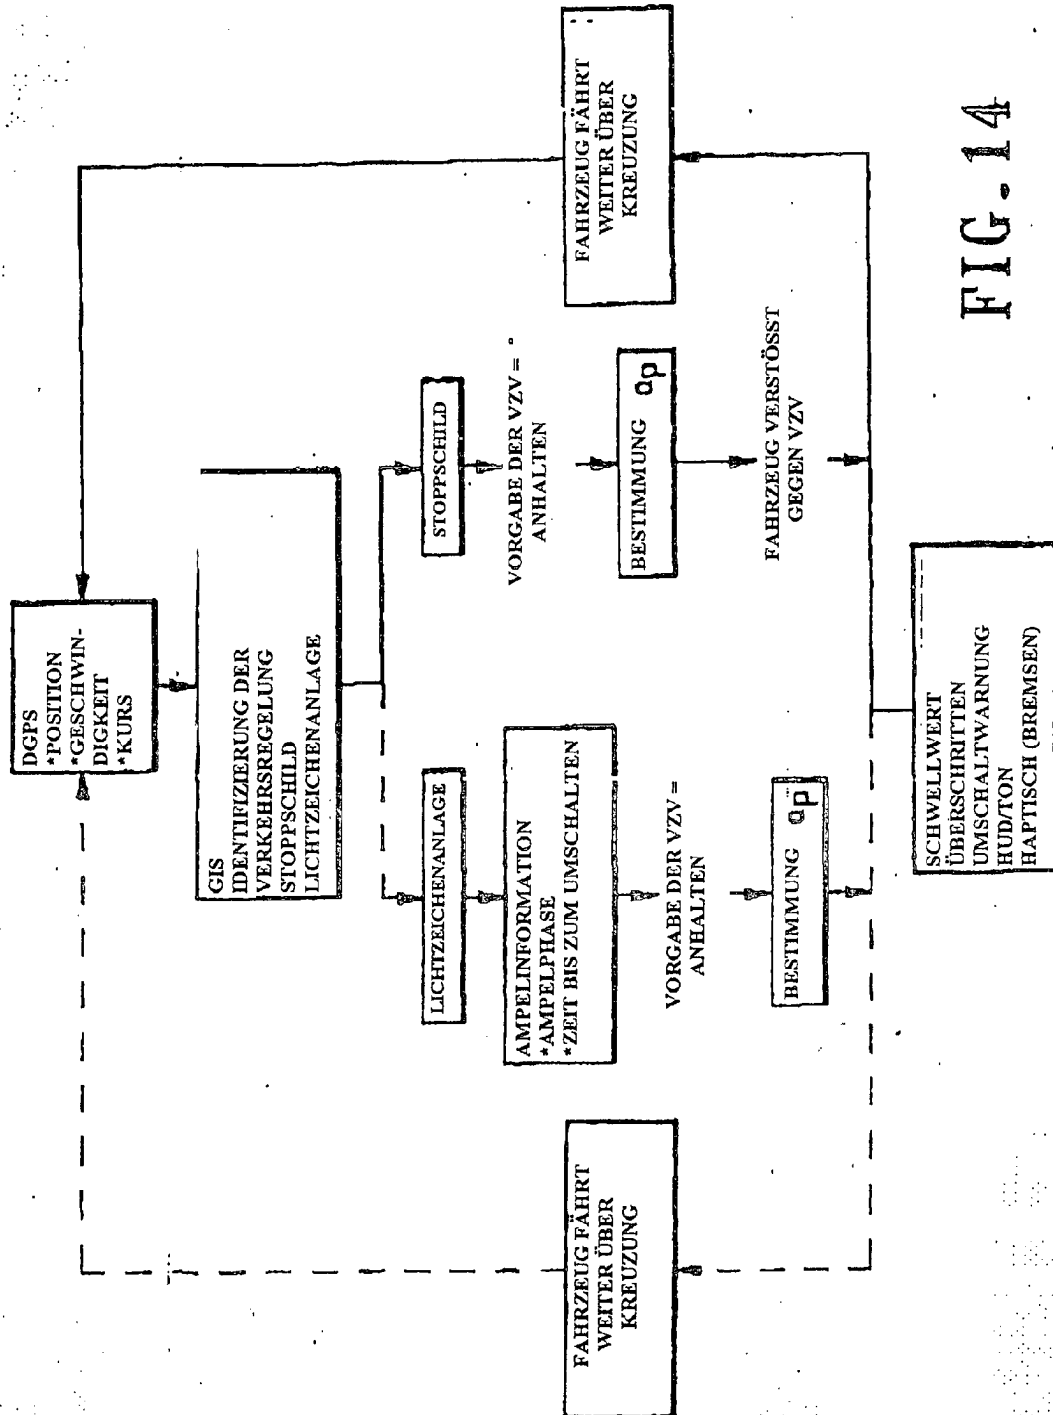 DGPS
*POSITION
*GESCHWIN-
DIGKEIT
*KURS
GIS
IDENTIFIZIERUNG DER
VERKEHRSREGELUNG
STOPPSCHILD
LICHTZEICHENANLAGE
LICHTZEICHENANLAGE
AMPELINFORMATION
*AMPELPHASE
*ZEIT BIS ZUM UMSCHALTEN
VORGABE DER VZV =
ANHALTEN
BESTIMMUNG ap
STOPPSCHILD
VORGABE DER VZV =
ANHALTEN
BESTIMMUNG ap
FAHRZEUG VERSTÖSST
GEGEN VZV
FAHRZEUG FÄHRT
WEITER ÜBER
KREUZUNG
FAHRZEUG FÄHRT
WEITER ÜBER
KREUZUNG
SCHWELLWERT
ÜBERSCHRITTEN
UMSCHALTWARNUNG
HUD/TON
HAPTISCH (BREMSEN)
FIG.14